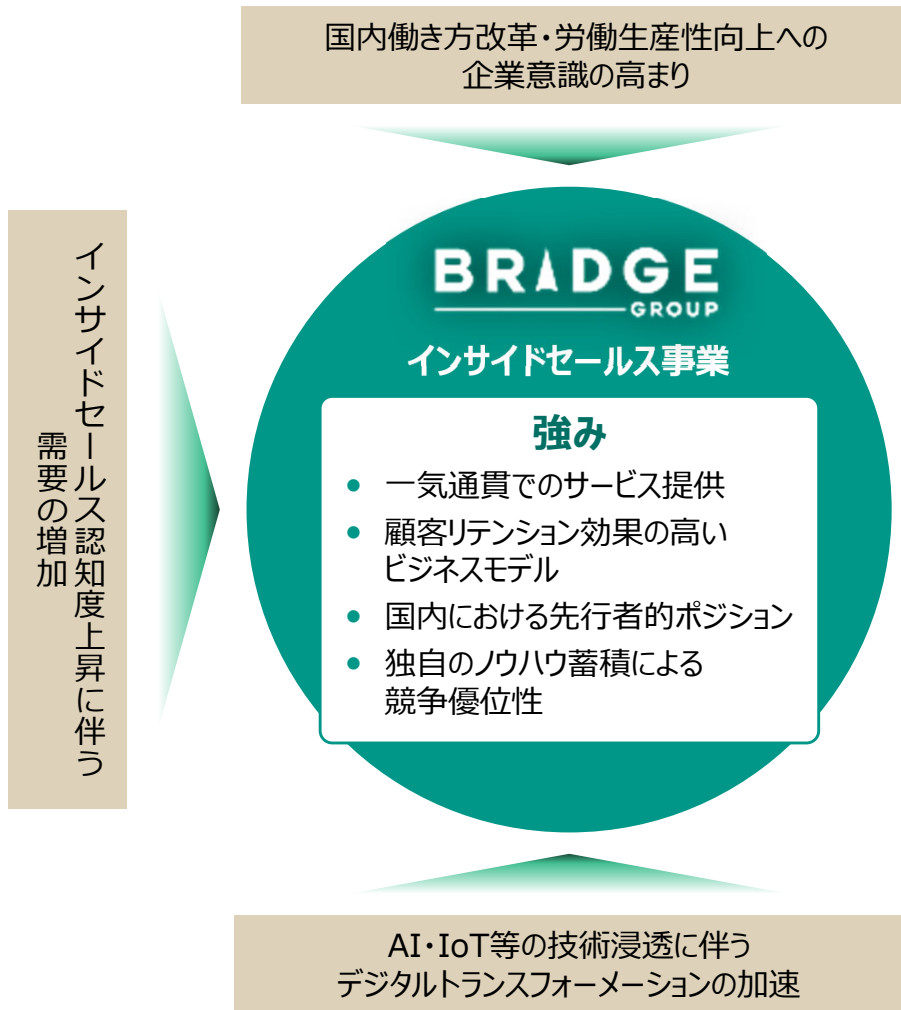 国内働き方改革・労働生産性向上への
企業意識の高まり
インサイドセールス認知度上昇に伴う
需要の増加
BRIDGE
GROUP
インサイドセールス事業
強み
• 一気通貫でのサービス提供
• 顧客リテンション効果の高い
ビジネスモデル
• 国内における先行者的ポジション
• 独自のノウハウ蓄積による
競争優位性
AI・IoT等の技術浸透に伴う
デジタルトランスフォーメーションの加速